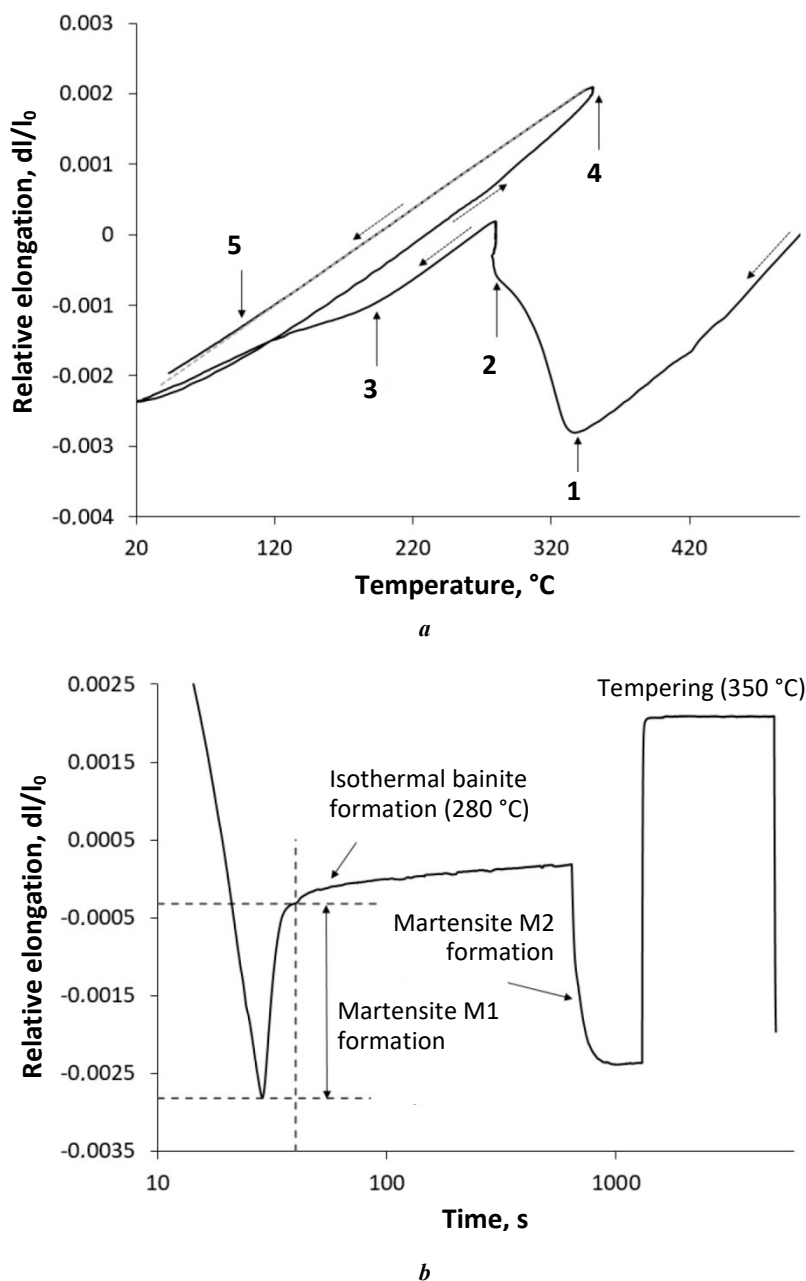 0.003
0.002
0.001
0
-0.001
-0.002
-0.003
-0.004
Relative elongation, dl/l₀
4
5
3
2
1
20 120 220 320 420
Temperature, °C
a
0.0025
0.0015
0.0005
-0.0005
-0.0015
-0.0025
-0.0035
Relative elongation, dl/l₀
Tempering (350 °C)
Isothermal bainite
formation (280 °C)
Martensite M2
formation
Martensite M1
formation
10 100 1000
Time, s
b